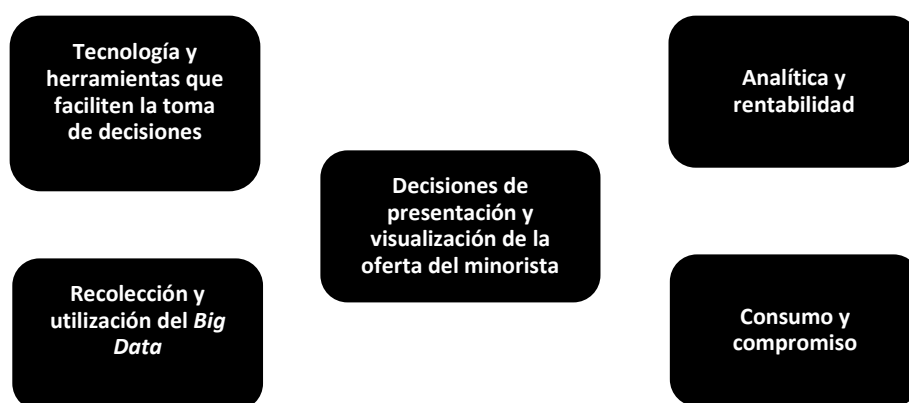 Tecnología y
herramientas que
faciliten la toma
de decisiones
Analítica y
rentabilidad
Decisiones de
presentación y
visualización de la
oferta del minorista
Recolección y
utilización del Big
Data
Consumo y
compromiso